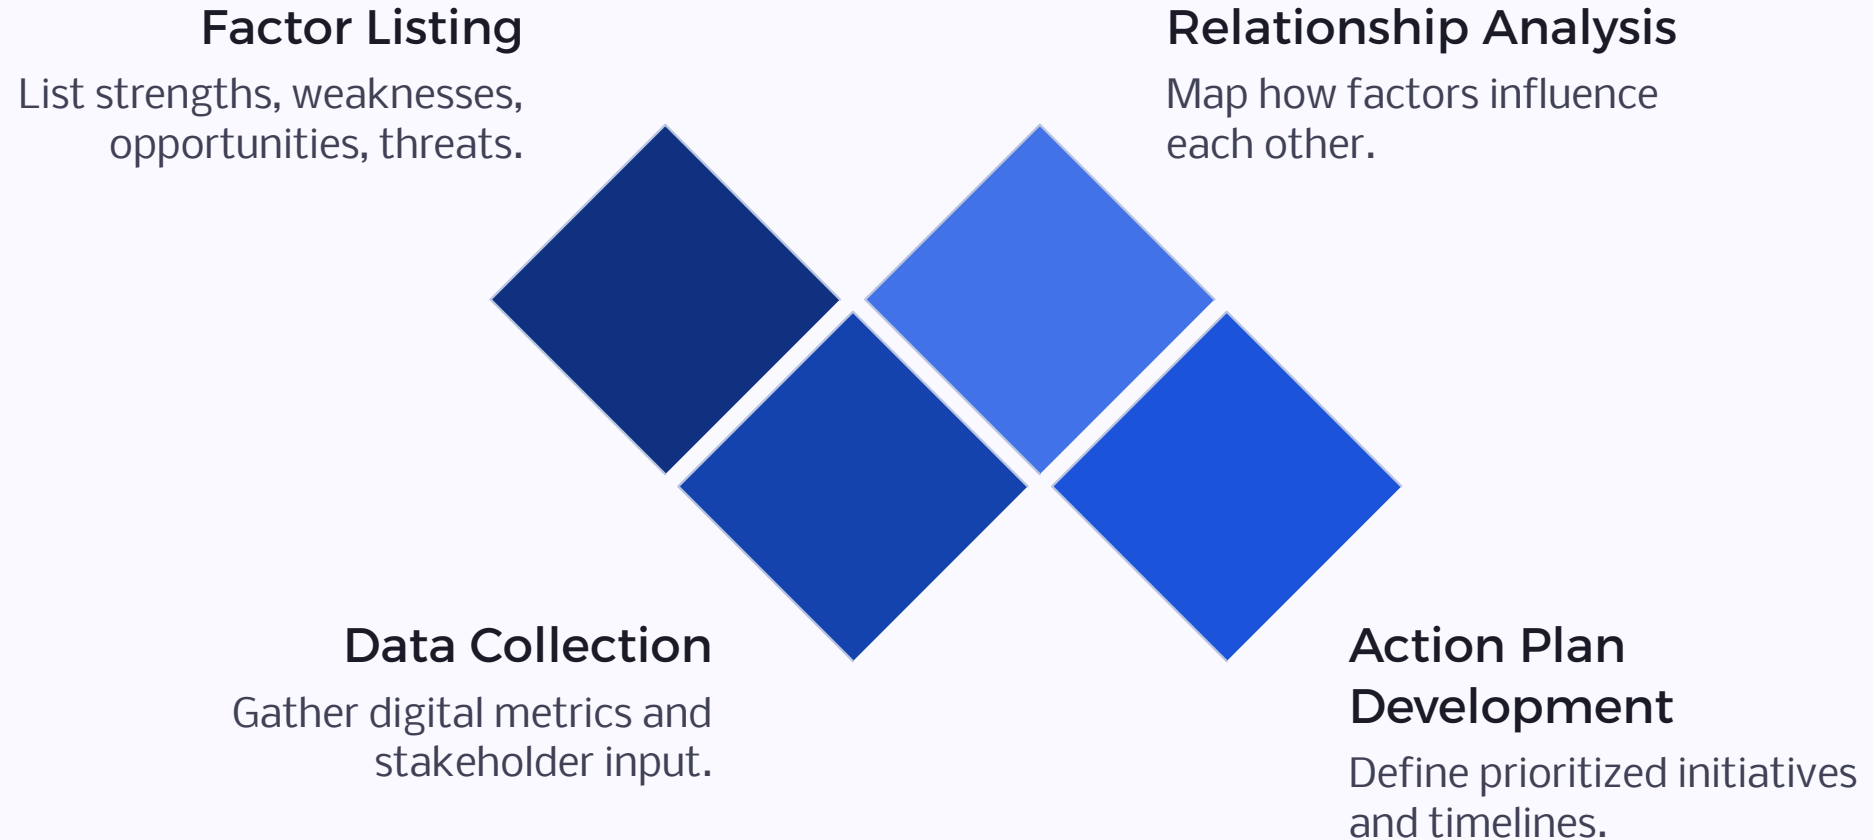 Factor Listing
List strengths, weaknesses,
opportunities, threats.
Relationship Analysis
Map how factors influence
each other.
Data Collection
Gather digital metrics and
stakeholder input.
Action Plan
Development
Define prioritized initiatives
and timelines.